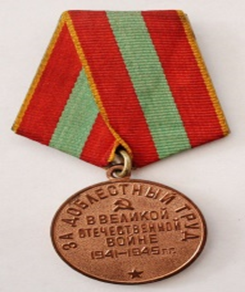 ЗА ДОБЛЕСТНЫЙ ТРУД
В ВЕЛИКОЙ
ОТЕЧЕСТВЕННОЙ
ВОЙНЕ
1941-1945 г.г.